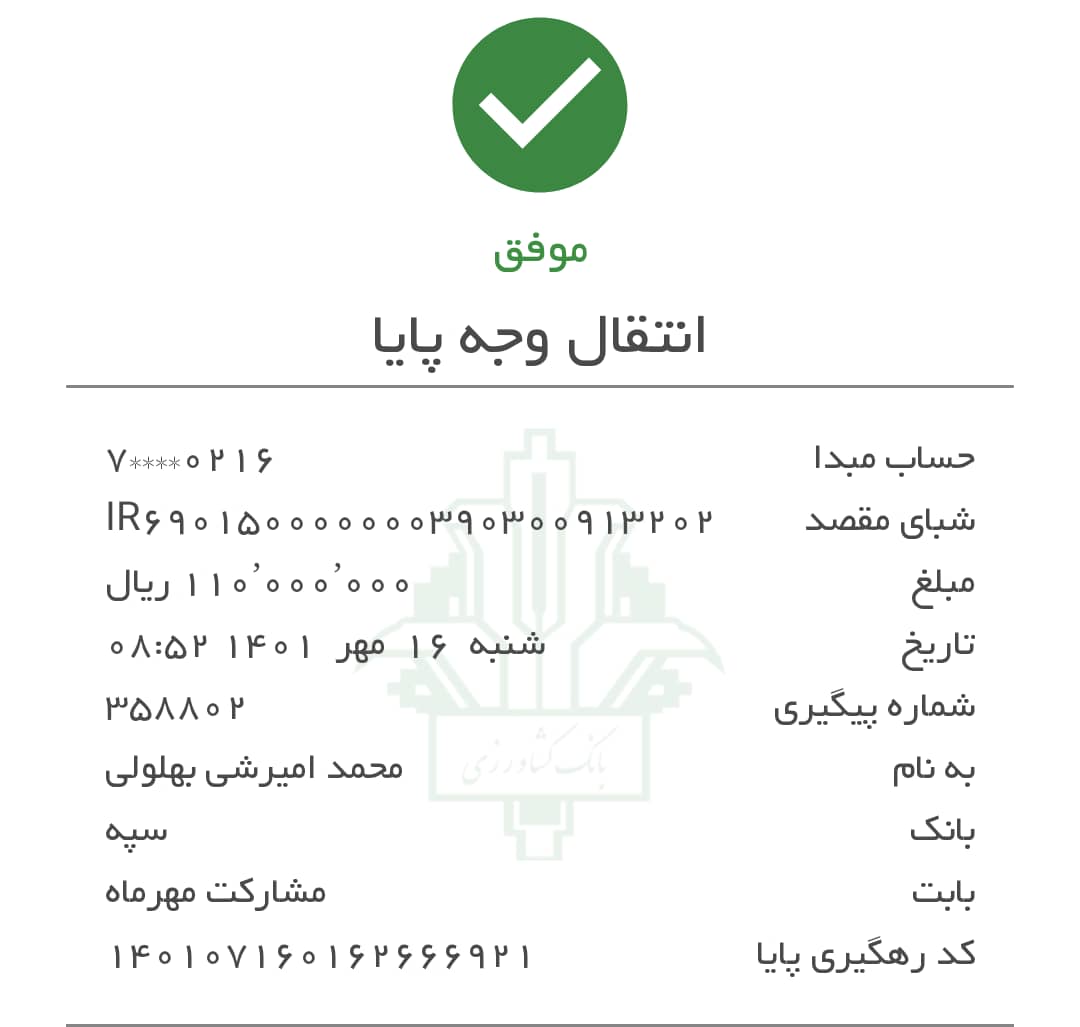 موفق
انتقال وجه پایا
حساب مبدا ۷****۰۲۱۶
شبای مقصد IR۶۹۰۱۵۰۰۰۰۰۰۰۳۹۰۳۰۰۹۱۳۲۰۲
مبلغ ۱۱۰٬۰۰۰٬۰۰۰ ریال
تاریخ شنبه ۱۶ مهر ۱۴۰۱ ۰۸:۵۲
شماره پیگیری ۳۵۸۸۰۲
به نام محمد امیرشی بهلولی
بانک سپه
بابت مشارکت مهرماه
کد رهگیری پایا ۱۴۰۱۰۷۱۶۰۱۶۲۶۶۶۹۲۱
بانک کشاورزی